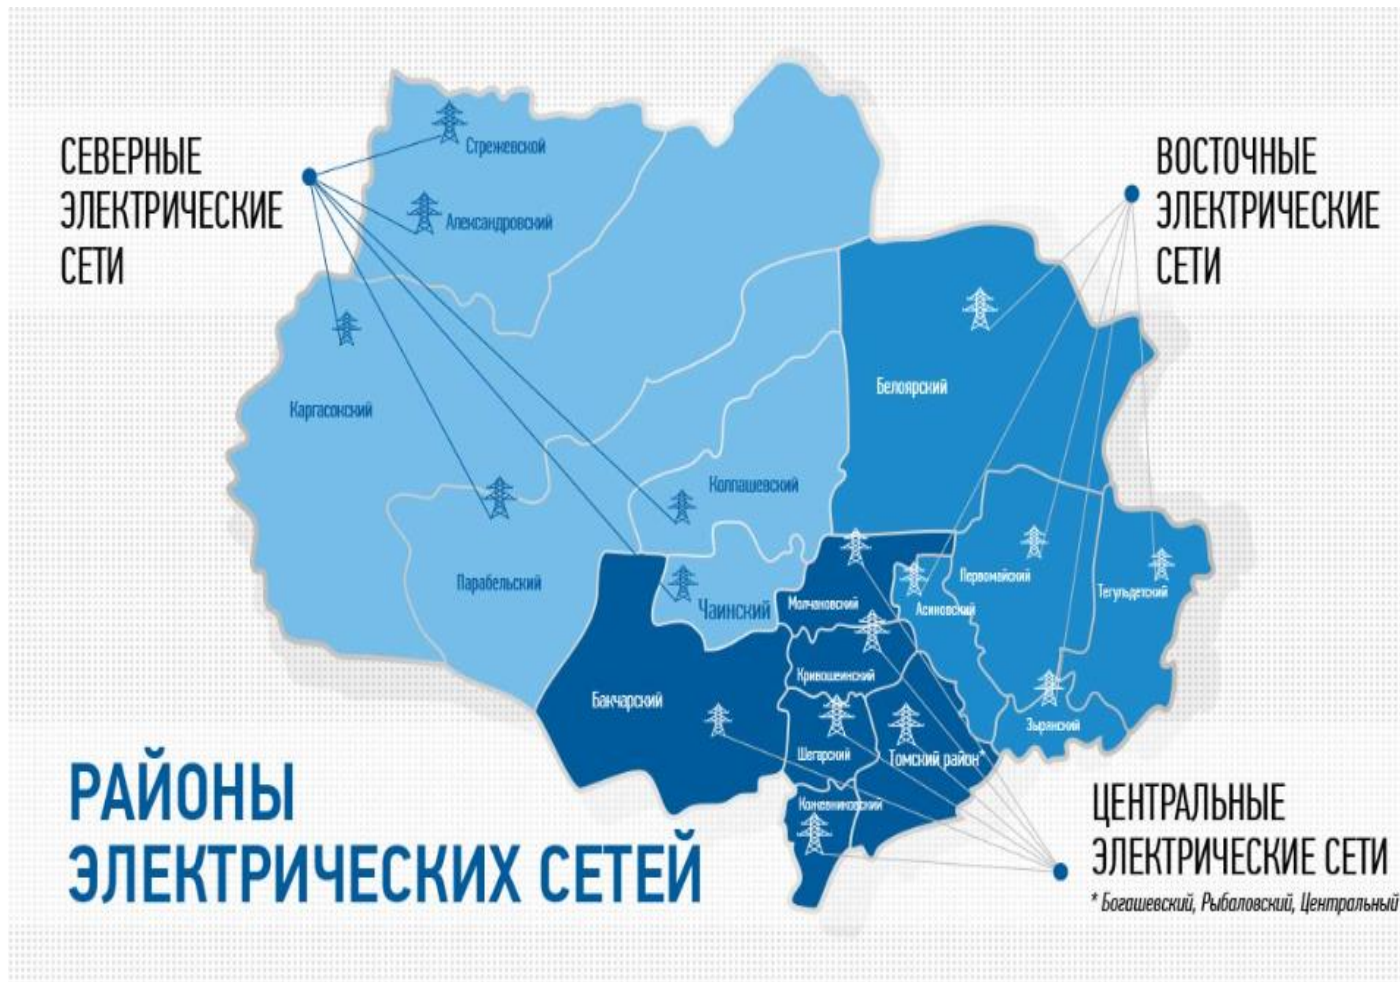 СЕВЕРНЫЕ
ЭЛЕКТРИЧЕСКИЕ
СЕТИ
ВОСТОЧНЫЕ
ЭЛЕКТРИЧЕСКИЕ
СЕТИ
Стрежевской
Александровский
Каргасокский
Белоярский
Колпашевский
Парабельский
Чаинский
Молчановский
Асиновский
Первомайский
Тегульдетский
Кривошеинский
Бакчарский
Шегарский
Томский район*
Зырянский
Кожевниковский
РАЙОНЫ
ЭЛЕКТРИЧЕСКИХ СЕТЕЙ
ЦЕНТРАЛЬНЫЕ
ЭЛЕКТРИЧЕСКИЕ СЕТИ
* Богашевский, Рыбаловский, Центральный